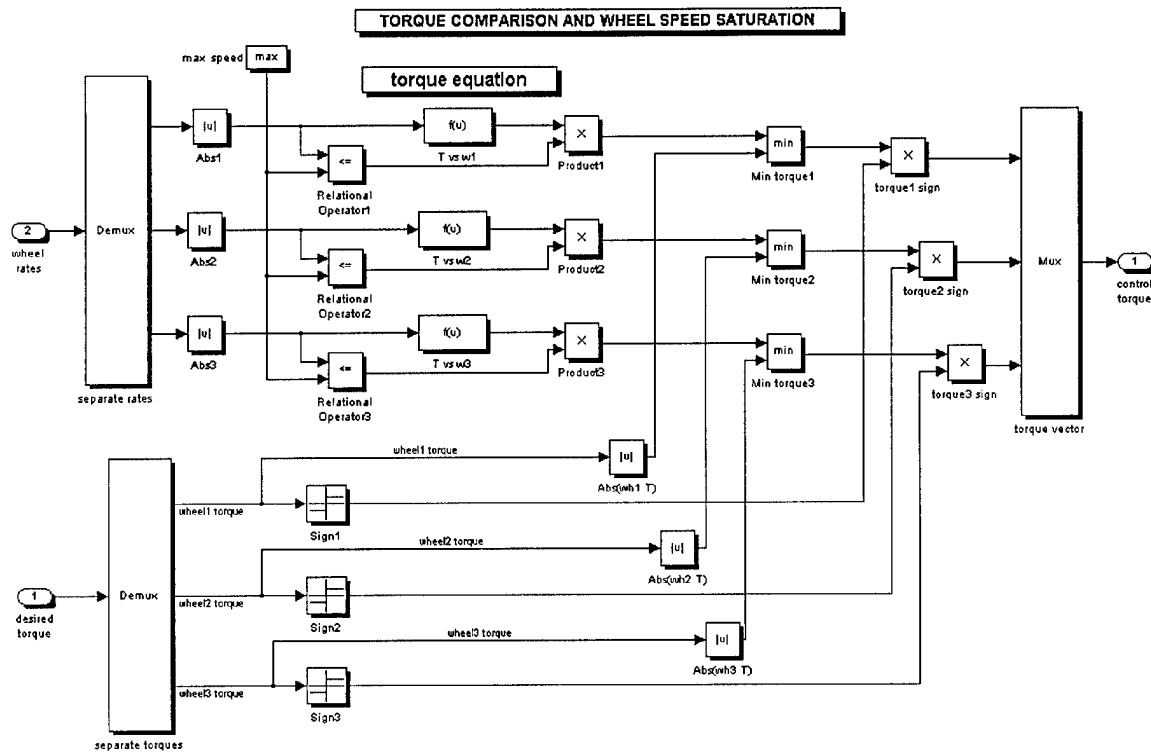 TORQUE COMPARISON AND WHEEL SPEED SATURATION
max speed
max
torque equation
|u|
Abs1
f(u)
T vs w1
×
Product1
<=
Relational
Operator1
min
Min torque1
×
torque1 sign
2
wheel
rates
Demux
separate rates
|u|
Abs2
f(u)
T vs w2
×
Product2
<=
Relational
Operator2
min
Min torque2
×
torque2 sign
Mux
torque vector
1
control
torque
|u|
Abs3
f(u)
T vs w3
×
Product3
<=
Relational
Operator3
min
Min torque3
×
torque3 sign
wheel1 torque
|u|
Abs(wh1 T)
wheel1 torque
Sign1
wheel2 torque
|u|
Abs(wh2 T)
1
desired
torque
Demux
separate torques
wheel2 torque
Sign2
wheel3 torque
|u|
Abs(wh3 T)
wheel3 torque
Sign3